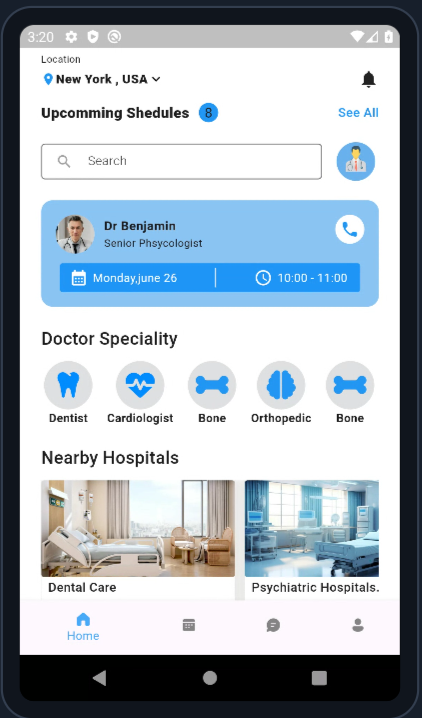 3:20
Location
New York , USA
Upcomming Shedules 8
See All
Search
Dr Benjamin
Senior Phsycologist
Monday,june 26
10:00 - 11:00
Doctor Speciality
Dentist Cardiologist Bone Orthopedic Bone
Nearby Hospitals
Dental Care Psychiatric Hospitals.
Home